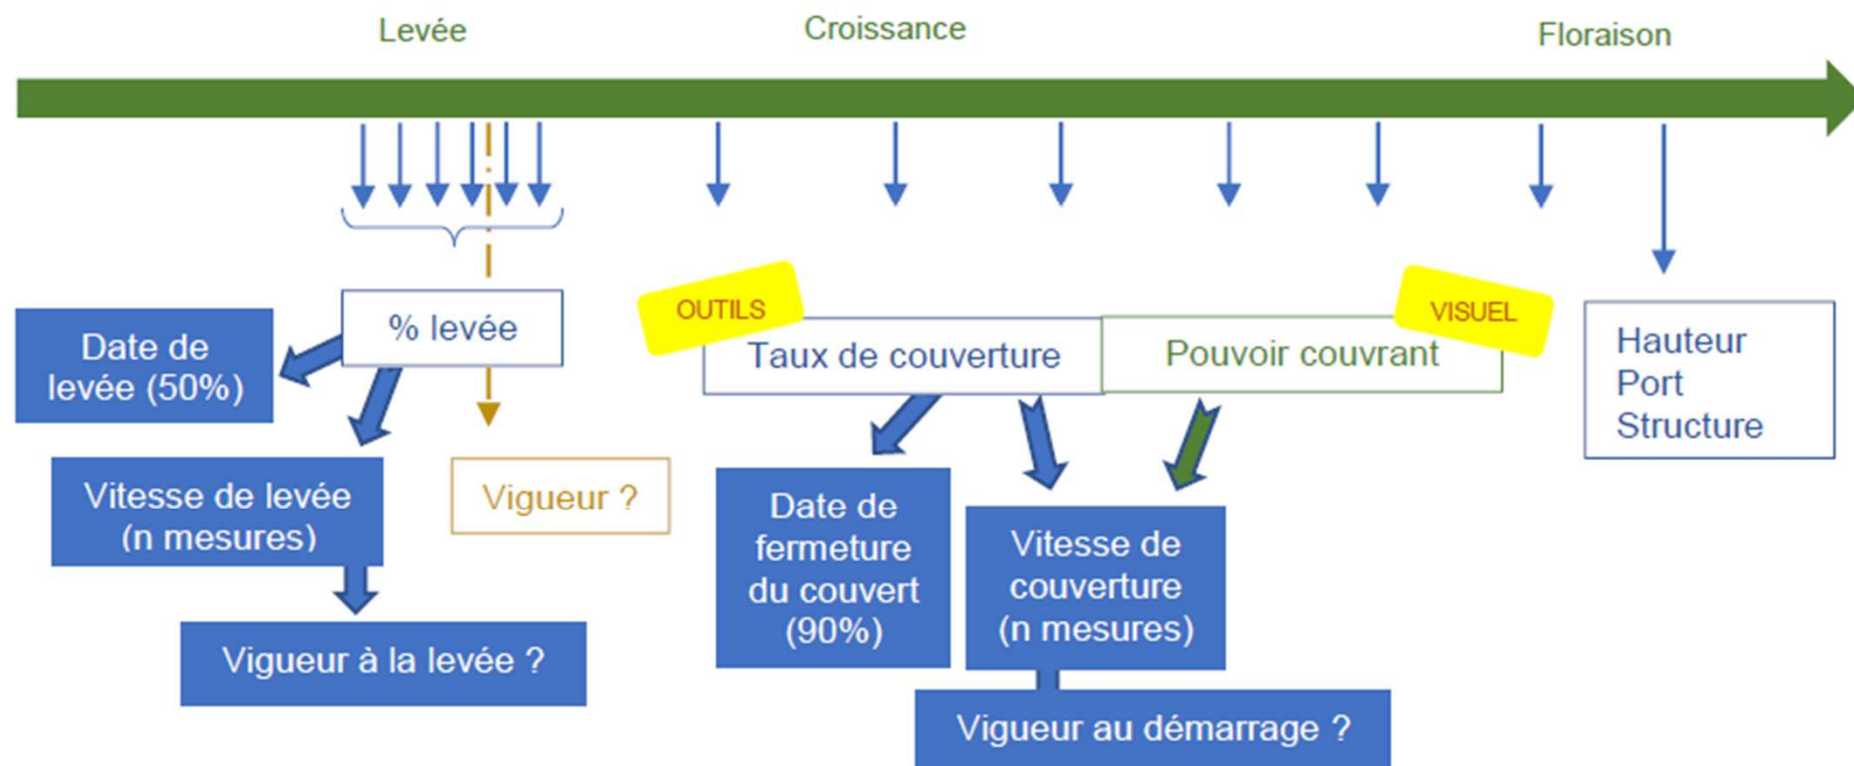 Levée
Croissance
Floraison
% levée
Date de
levée (50%)
Vitesse de levée
(n mesures)
Vigueur ?
Vigueur à la levée ?
OUTILS
Taux de couverture
Pouvoir couvrant
VISUEL
Date de
fermeture
du couvert
(90%)
Vitesse de
couverture
(n mesures)
Vigueur au démarrage ?
Hauteur
Port
Structure